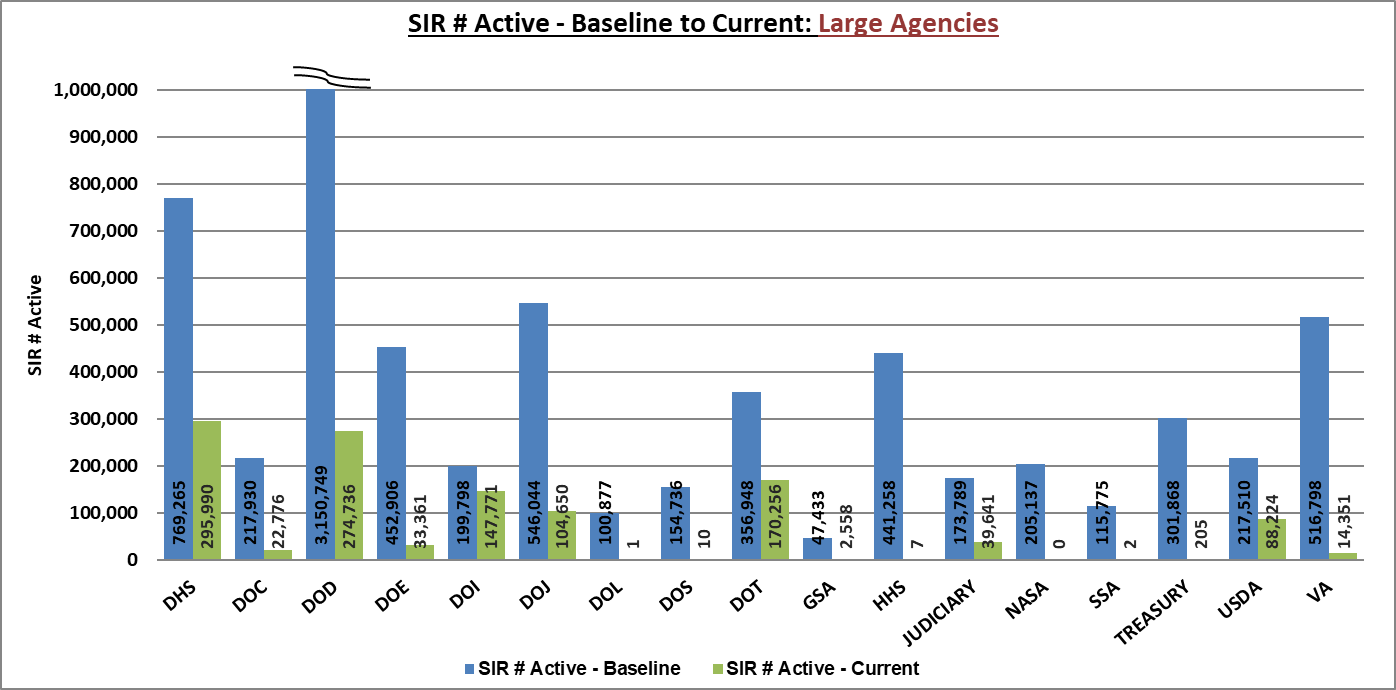 SIR # Active - Baseline to Current: Large Agencies
SIR # Active
1,000,000
900,000
800,000
700,000
600,000
500,000
400,000
300,000
200,000
100,000
0
769,265
295,990
217,930
22,776
3,150,749
274,736
452,906
33,361
199,798
147,771
546,044
104,650
100,877
1
154,736
10
356,948
170,256
47,433
2,558
441,258
7
173,789
39,641
205,137
0
115,775
2
301,868
205
217,510
88,224
516,798
14,351
DHS
DOC
DOD
DOE
DOI
DOJ
DOL
DOS
DOT
GSA
HHS
JUDICIARY
NASA
SSA
TREASURY
USDA
VA
SIR # Active - Baseline
SIR # Active - Current